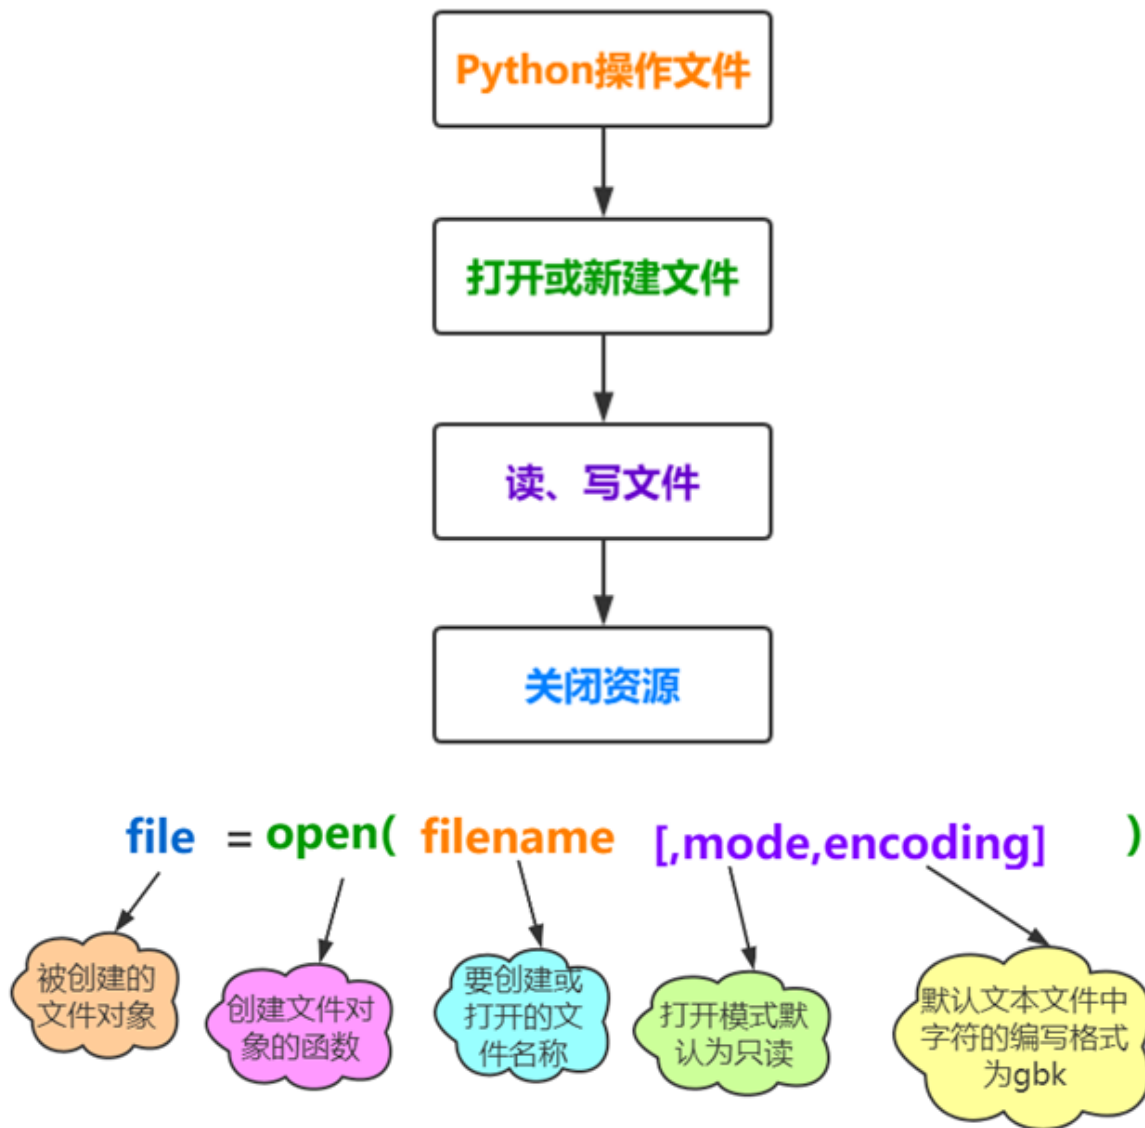 Python操作文件
打开或新建文件
读、写文件
关闭资源
file = open( filename [,mode,encoding] )
被创建的
文件对象
创建文件对
象的函数
要创建或
打开的文
件名称
打开模式默
认为只读
默认文本文件中
字符的编写格式
为gbk